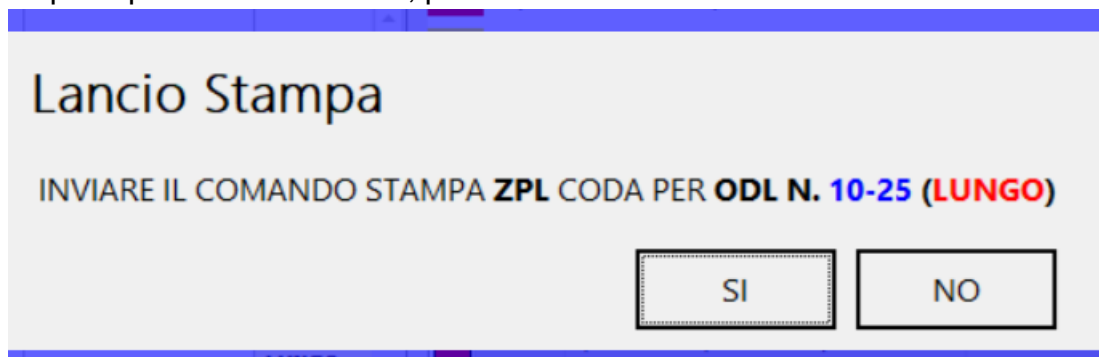 Lancio Stampa
INVIARE IL COMANDO STAMPA ZPL CODA PER ODL N. 10-25 (LUNGO)
SI NO